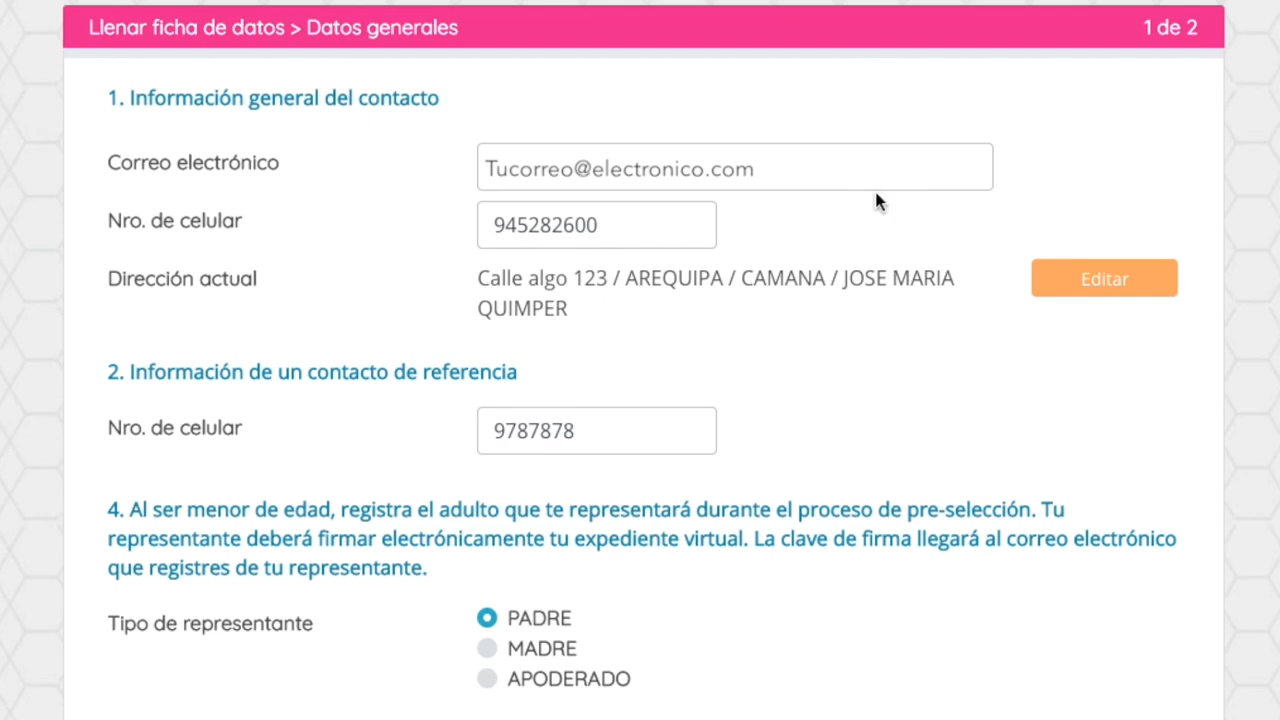 Llenar ficha de datos > Datos generales 1 de 2
1. Información general del contacto
Correo electrónico Tucorreo@electronico.com
Nro. de celular 945282600
Dirección actual Calle algo 123 / AREQUIPA / CAMANA / JOSE MARIA Editar
QUIMPER
2. Información de un contacto de referencia
Nro. de celular 9787878
4. Al ser menor de edad, registra el adulto que te representará durante el proceso de pre-selección. Tu
representante deberá firmar electrónicamente tu expediente virtual. La clave de firma llegará al correo electrónico
que registres de tu representante.
Tipo de representante PADRE
MADRE
APODERADO